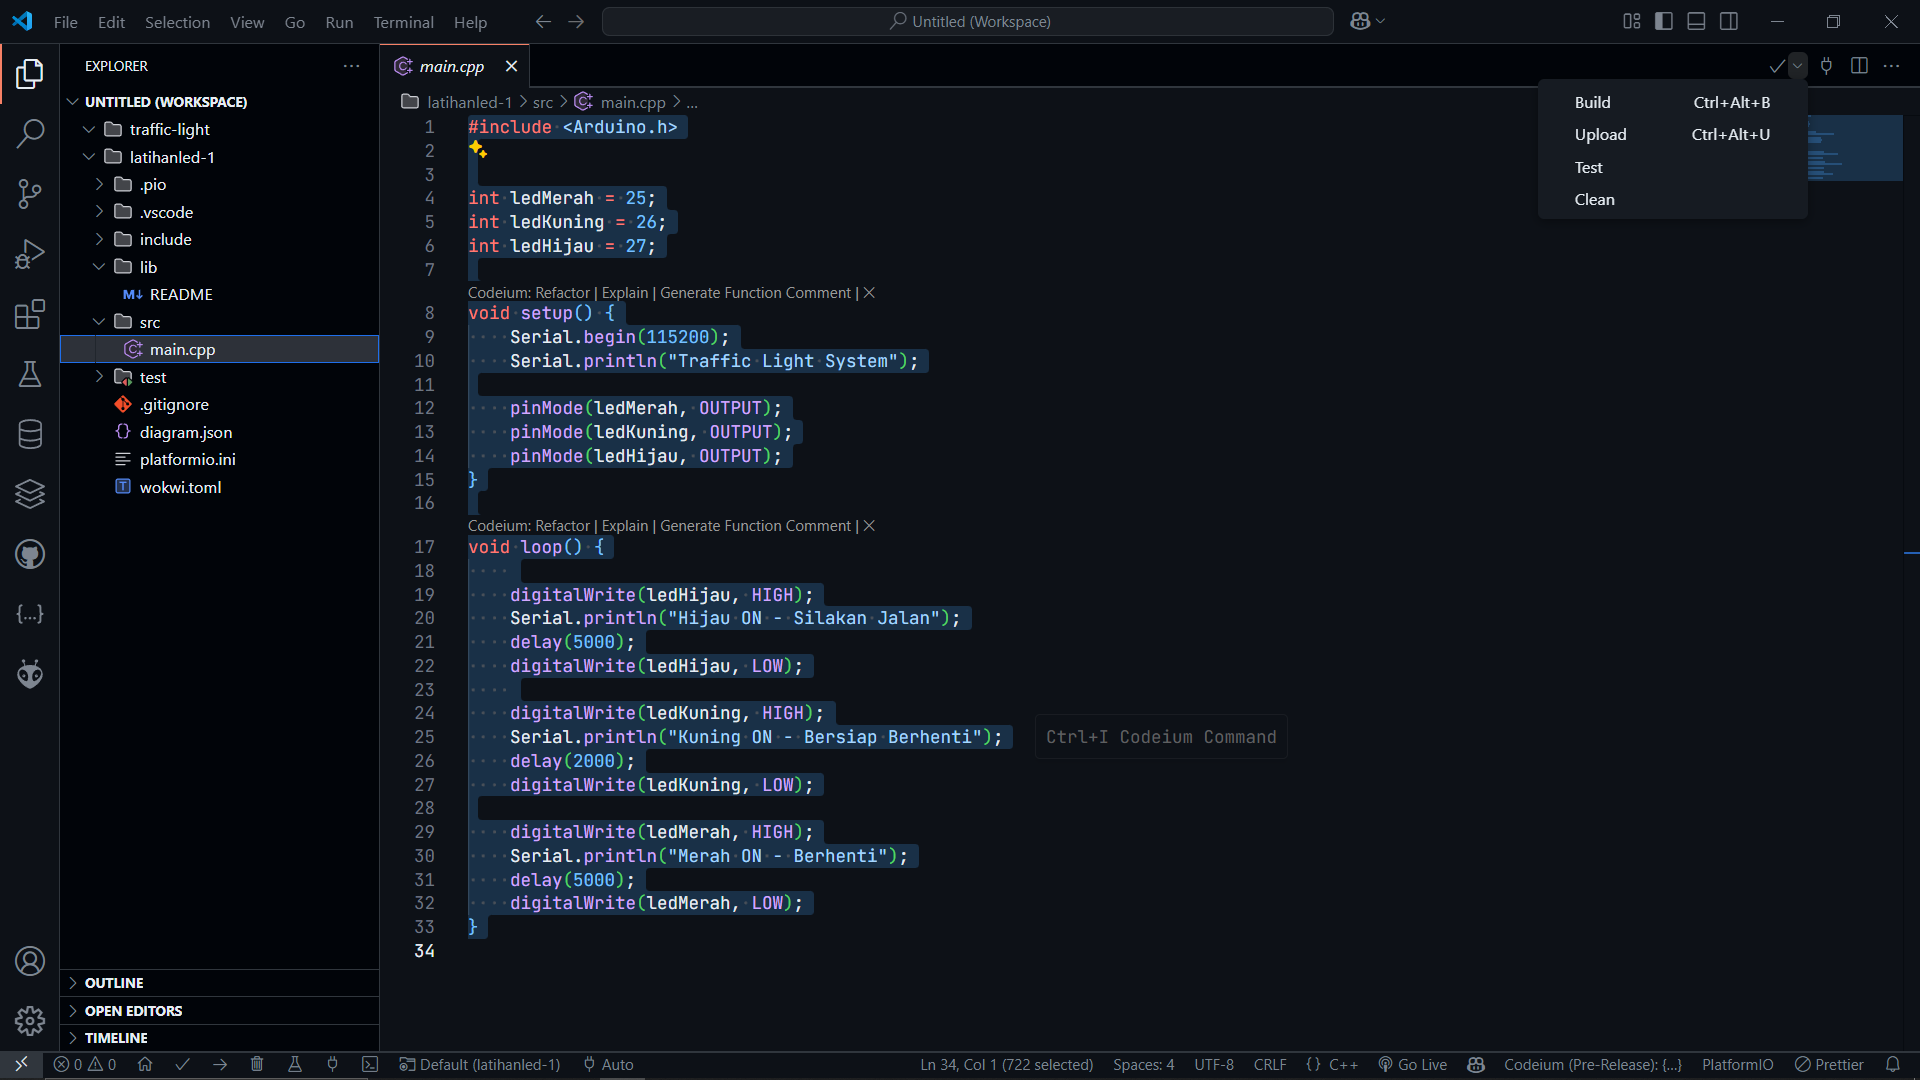 File Edit Selection View Go Run Terminal Help
Untitled (Workspace)
EXPLORER
main.cpp
UNTITLED (WORKSPACE)
traffic-light
latihanled-1
.pio
.vscode
include
lib
README
src
main.cpp
test
.gitignore
diagram.json
platformio.ini
wokwi.toml
OUTLINE
OPEN EDITORS
TIMELINE
latihanled-1 > src > main.cpp > ...
Build Ctrl+Alt+B
Upload Ctrl+Alt+U
Test
Clean
1 #include <Arduino.h>
2
3
4 int ledMerah = 25;
5 int ledKuning = 26;
6 int ledHijau = 27;
7
Codeium: Refactor | Explain | Generate Function Comment | X
8 void setup() {
9 Serial.begin(115200);
10 Serial.println("Traffic Light System");
11
12 pinMode(ledMerah, OUTPUT);
13 pinMode(ledKuning, OUTPUT);
14 pinMode(ledHijau, OUTPUT);
15 }
16
Codeium: Refactor | Explain | Generate Function Comment | X
17 void loop() {
18
19 digitalWrite(ledHijau, HIGH);
20 Serial.println("Hijau ON - Silakan Jalan");
21 delay(5000);
22 digitalWrite(ledHijau, LOW);
23
24 digitalWrite(ledKuning, HIGH);
25 Serial.println("Kuning ON - Bersiap Berhenti");
Ctrl+I Codeium Command
26 delay(2000);
27 digitalWrite(ledKuning, LOW);
28
29 digitalWrite(ledMerah, HIGH);
30 Serial.println("Merah ON - Berhenti");
31 delay(5000);
32 digitalWrite(ledMerah, LOW);
33 }
34
0 0 Default (latihanled-1) Auto Ln 34, Col 1 (722 selected) Spaces: 4 UTF-8 CRLF {} C++ Go Live Codeium (Pre-Release): {...} PlatformIO Prettier